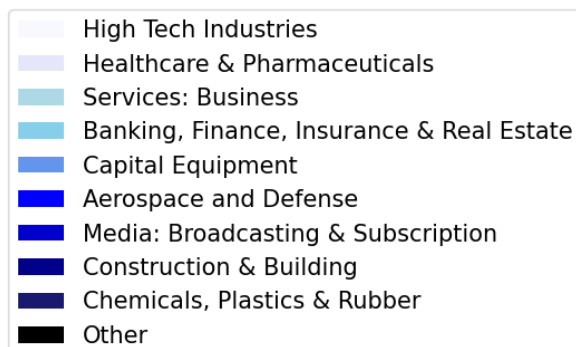 High Tech Industries
Healthcare & Pharmaceuticals
Services: Business
Banking, Finance, Insurance & Real Estate
Capital Equipment
Aerospace and Defense
Media: Broadcasting & Subscription
Construction & Building
Chemicals, Plastics & Rubber
Other